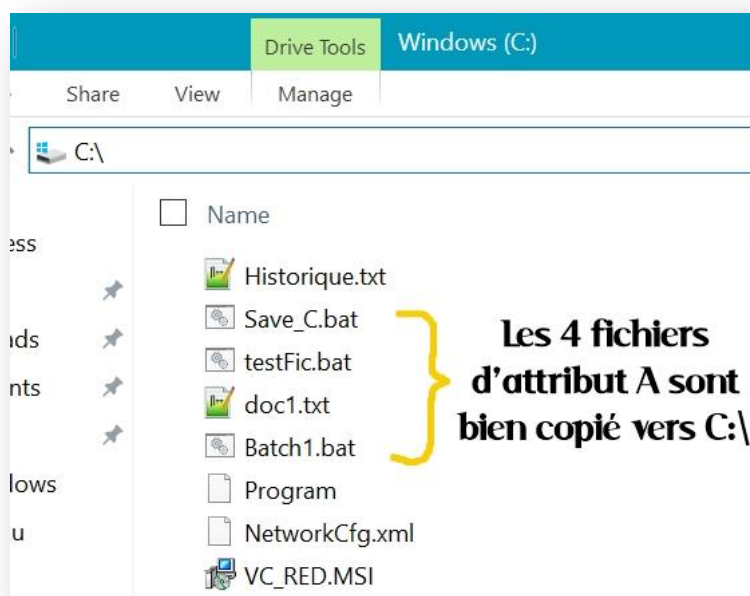 Drive Tools Windows (C:)
Share View Manage
C:\
Name
ess
Historique.txt
Save_C.bat
ads
testFic.bat
nts
doc1.txt
Batch1.bat
Les 4 fichiers
d'attribut A sont
bien copié vers C:\
lows
Program
u
NetworkCfg.xml
VC_RED.MSI